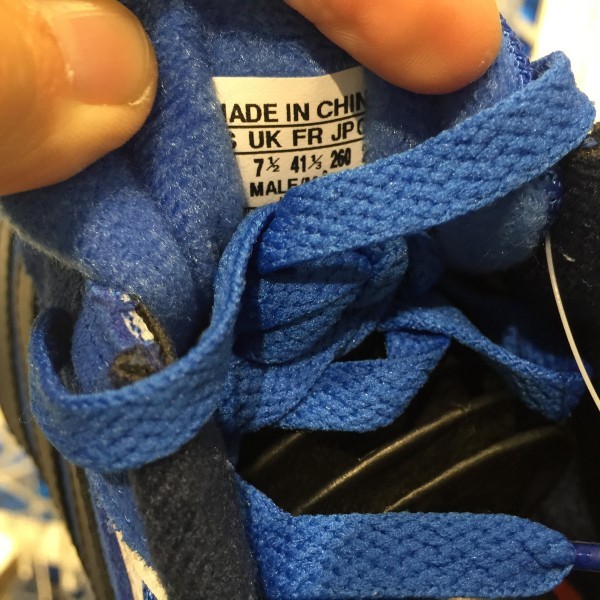 MADE IN CHIN
S UK FR JP C
7½ 41⅓ 260
MALE/M